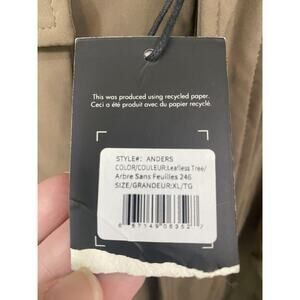 This was produced using recycled paper.
Ceci a été produit avec du papier recyclé.
STYLE#: ANDERS
COLOR/COULEUR:Leafless Tree/
Arbre Sans Feuilles 246
SIZE/GRANDEUR:XL/TG